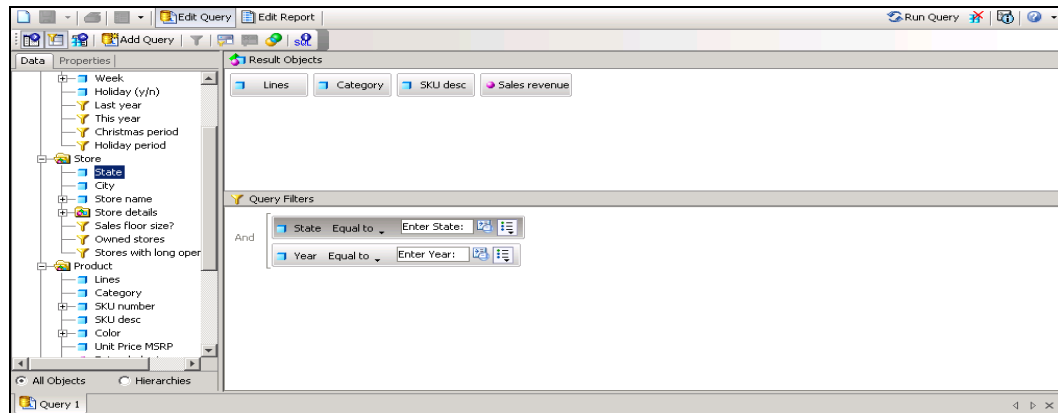 Edit Query Edit Report Run Query
Add Query SQL
Data Properties Result Objects
Week
Holiday (y/n)
Last year
This year
Christmas period
Holiday period
Store
State
City
Store name
Store details
Sales floor size?
Owned stores
Stores with long oper
Product
Lines
Category
SKU number
SKU desc
Color
Unit Price MSRP
All Objects Hierarchies
Lines Category SKU desc Sales revenue
Query Filters
And
State Equal to Enter State:
Year Equal to Enter Year:
Query 1